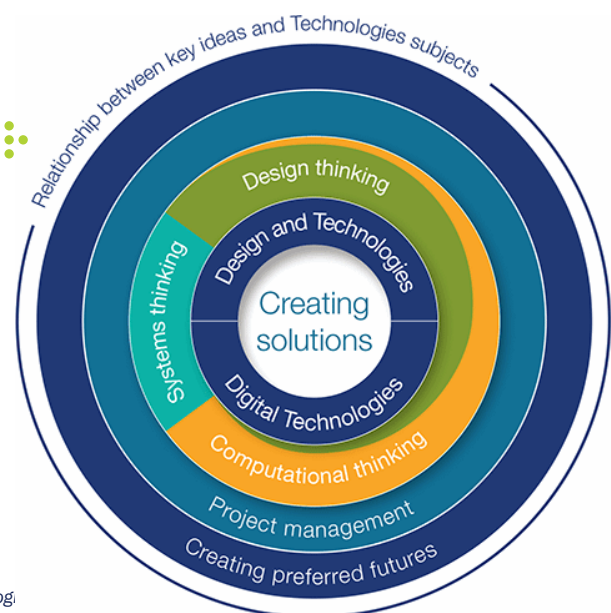 Relationship between key ideas and Technologies subjects
Design thinking
Design and Technologies
Systems thinking
Creating
solutions
Digital Technologies
Computational thinking
Project management
Creating preferred futures